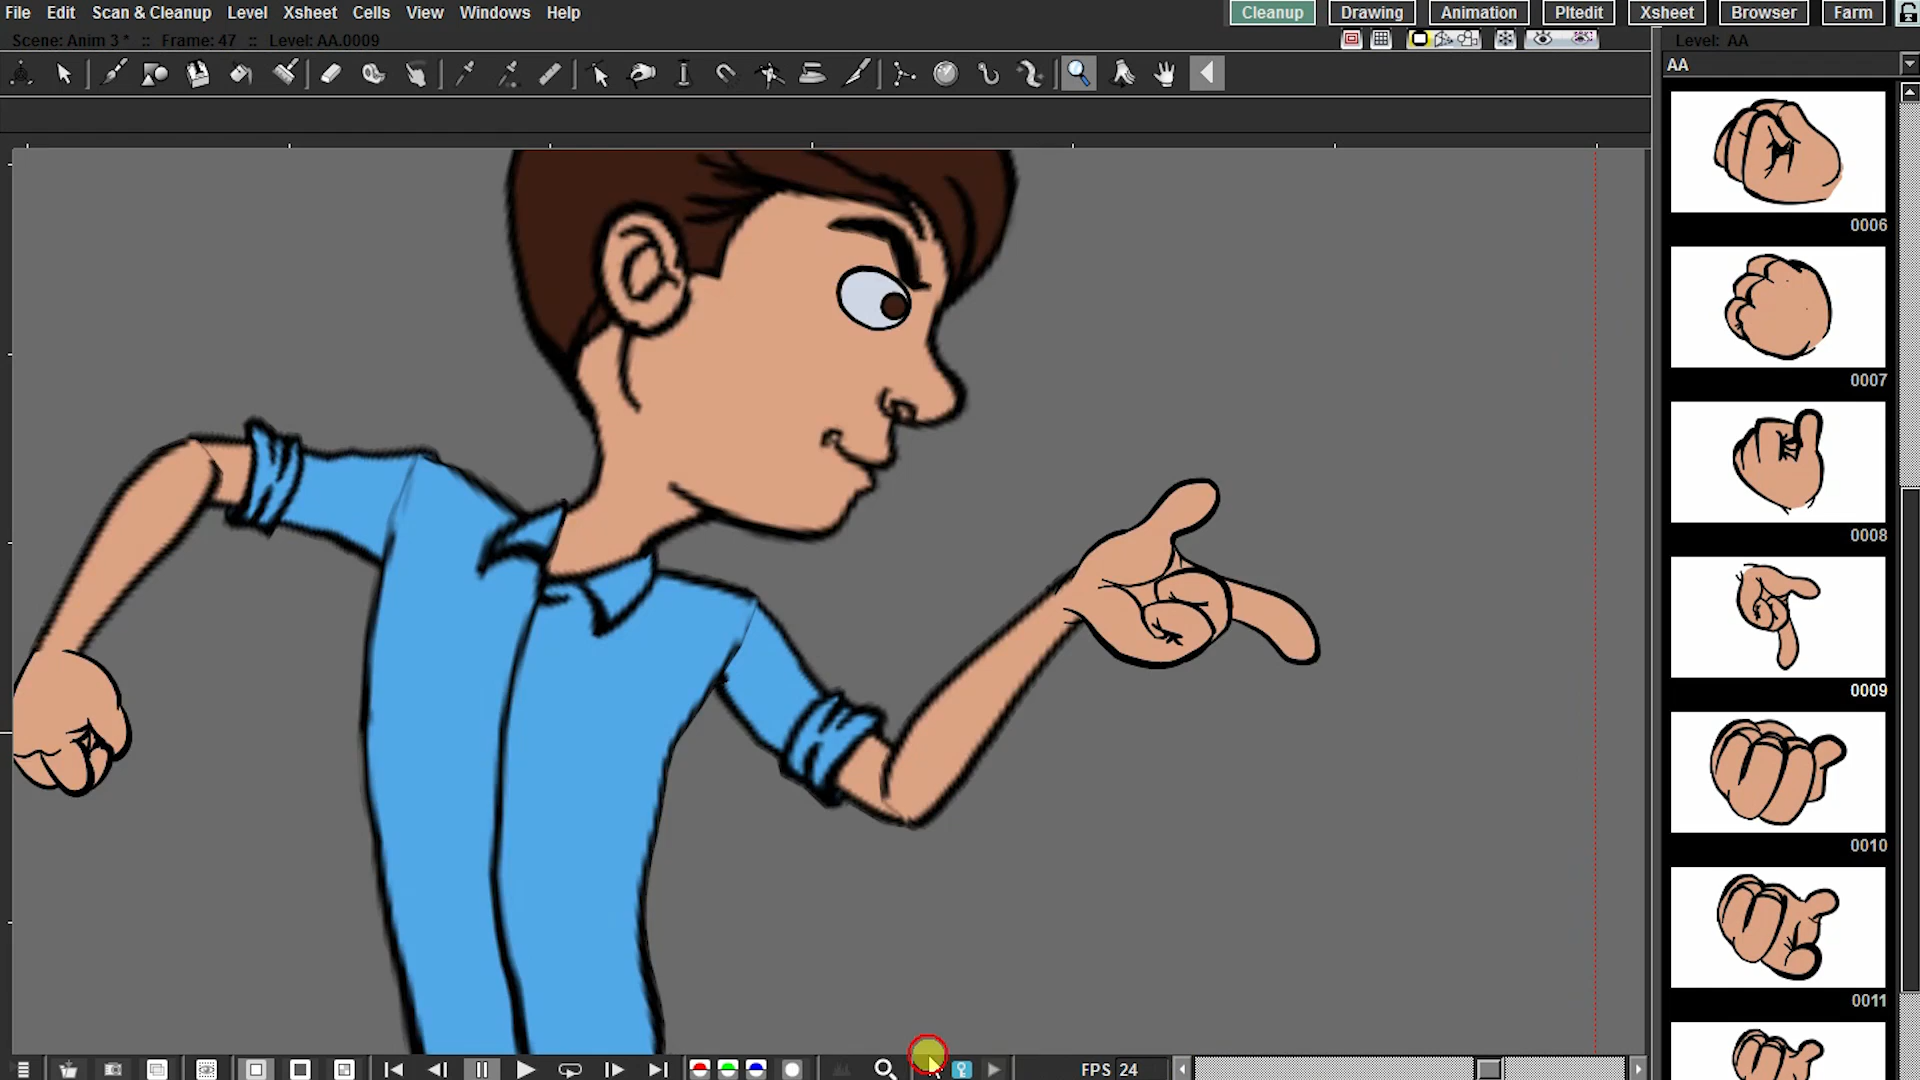 File Edit Scan & Cleanup Level Xsheet Cells View Windows Help
Cleanup Drawing Animation Pltedit Xsheet Browser Farm
Scene: Anim 3 * :: Frame: 47 :: Level: AA.0009
Level: AA
AA
0006
0007
0008
0009
0010
0011
FPS 24